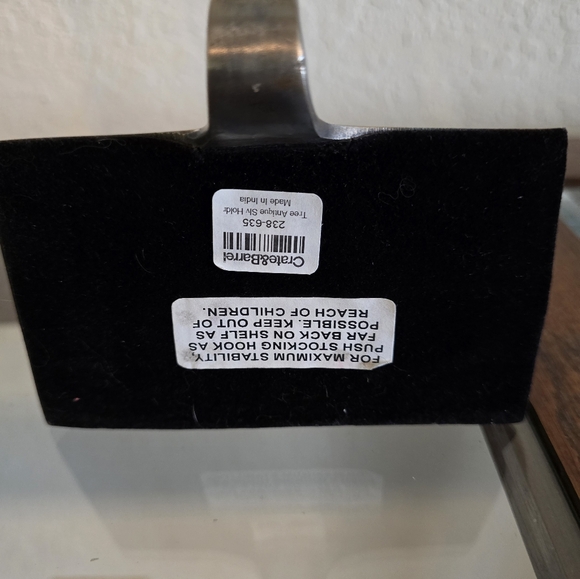 Crate&Barrel
238-635
Tree Antique Slv Holdr
Made In India
FOR MAXIMUM STABILITY,
PUSH STOCKING HOOK AS
FAR BACK ON SHELF AS
POSSIBLE. KEEP OUT OF
REACH OF CHILDREN.